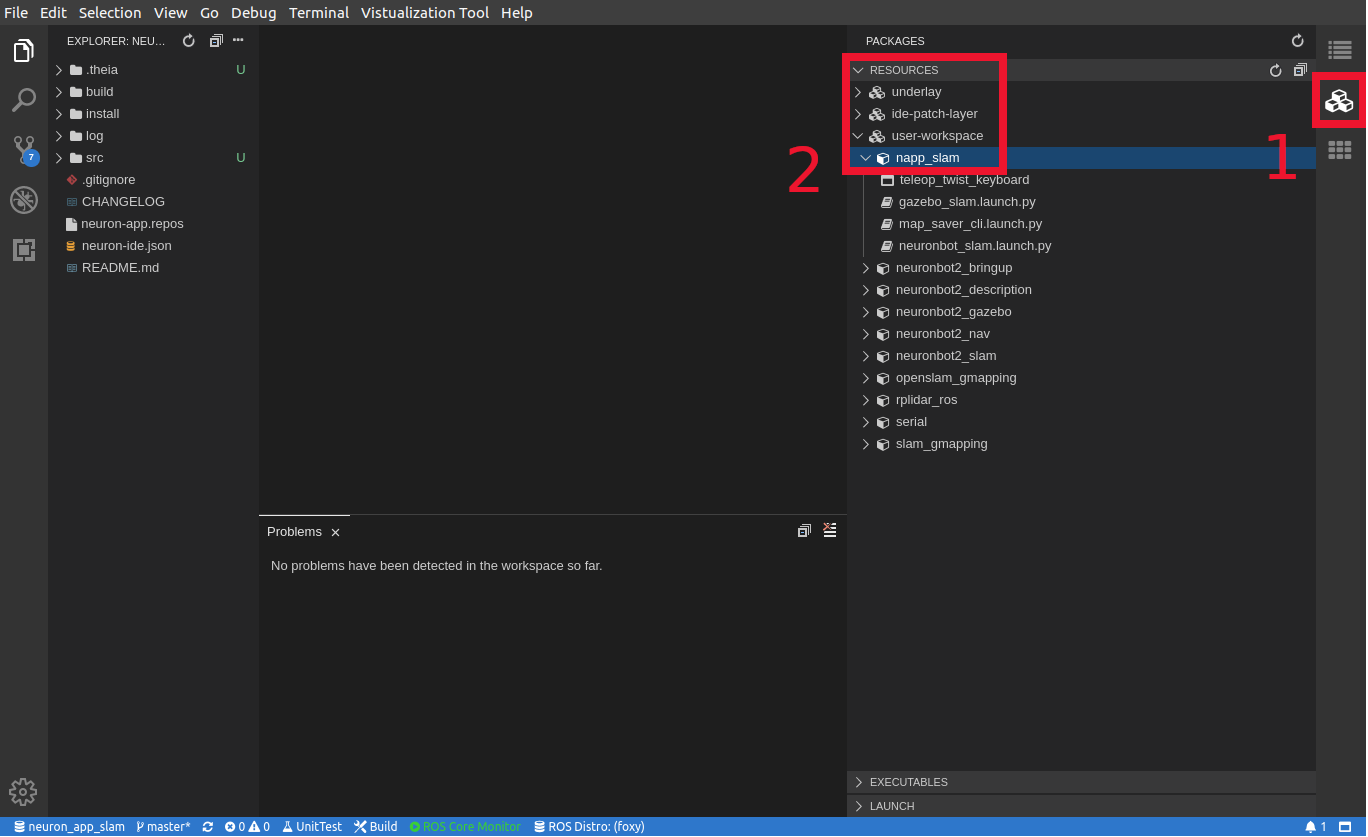 File Edit Selection View Go Debug Terminal Vistualization Tool Help
EXPLORER: NEU...
.theia U
build
install
log
src U
.gitignore
CHANGELOG
neuron-app.repos
neuron-ide.json
README.md
7
Problems
No problems have been detected in the workspace so far.
PACKAGES
RESOURCES
underlay
ide-patch-layer
user-workspace
napp_slam
teleop_twist_keyboard
gazebo_slam.launch.py
map_saver_cli.launch.py
neuronbot_slam.launch.py
neuronbot2_bringup
neuronbot2_description
neuronbot2_gazebo
neuronbot2_nav
neuronbot2_slam
openslam_gmapping
rplidar_ros
serial
slam_gmapping
EXECUTABLES
LAUNCH
1
2
neuron_app_slam master* 0 0 UnitTest Build ROS Core Monitor ROS Distro: (foxy) 1